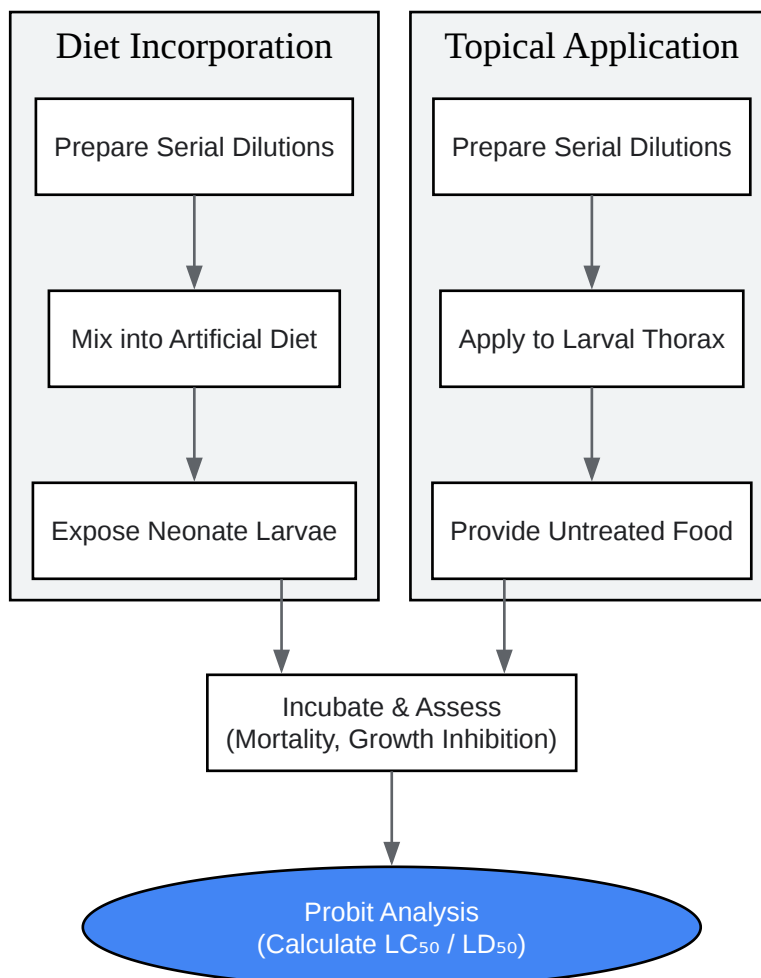 Diet Incorporation
Prepare Serial Dilutions
Mix into Artificial Diet
Expose Neonate Larvae
Topical Application
Prepare Serial Dilutions
Apply to Larval Thorax
Provide Untreated Food
Incubate & Assess
(Mortality, Growth Inhibition)
Probit Analysis
(Calculate LC₅₀ / LD₅₀)